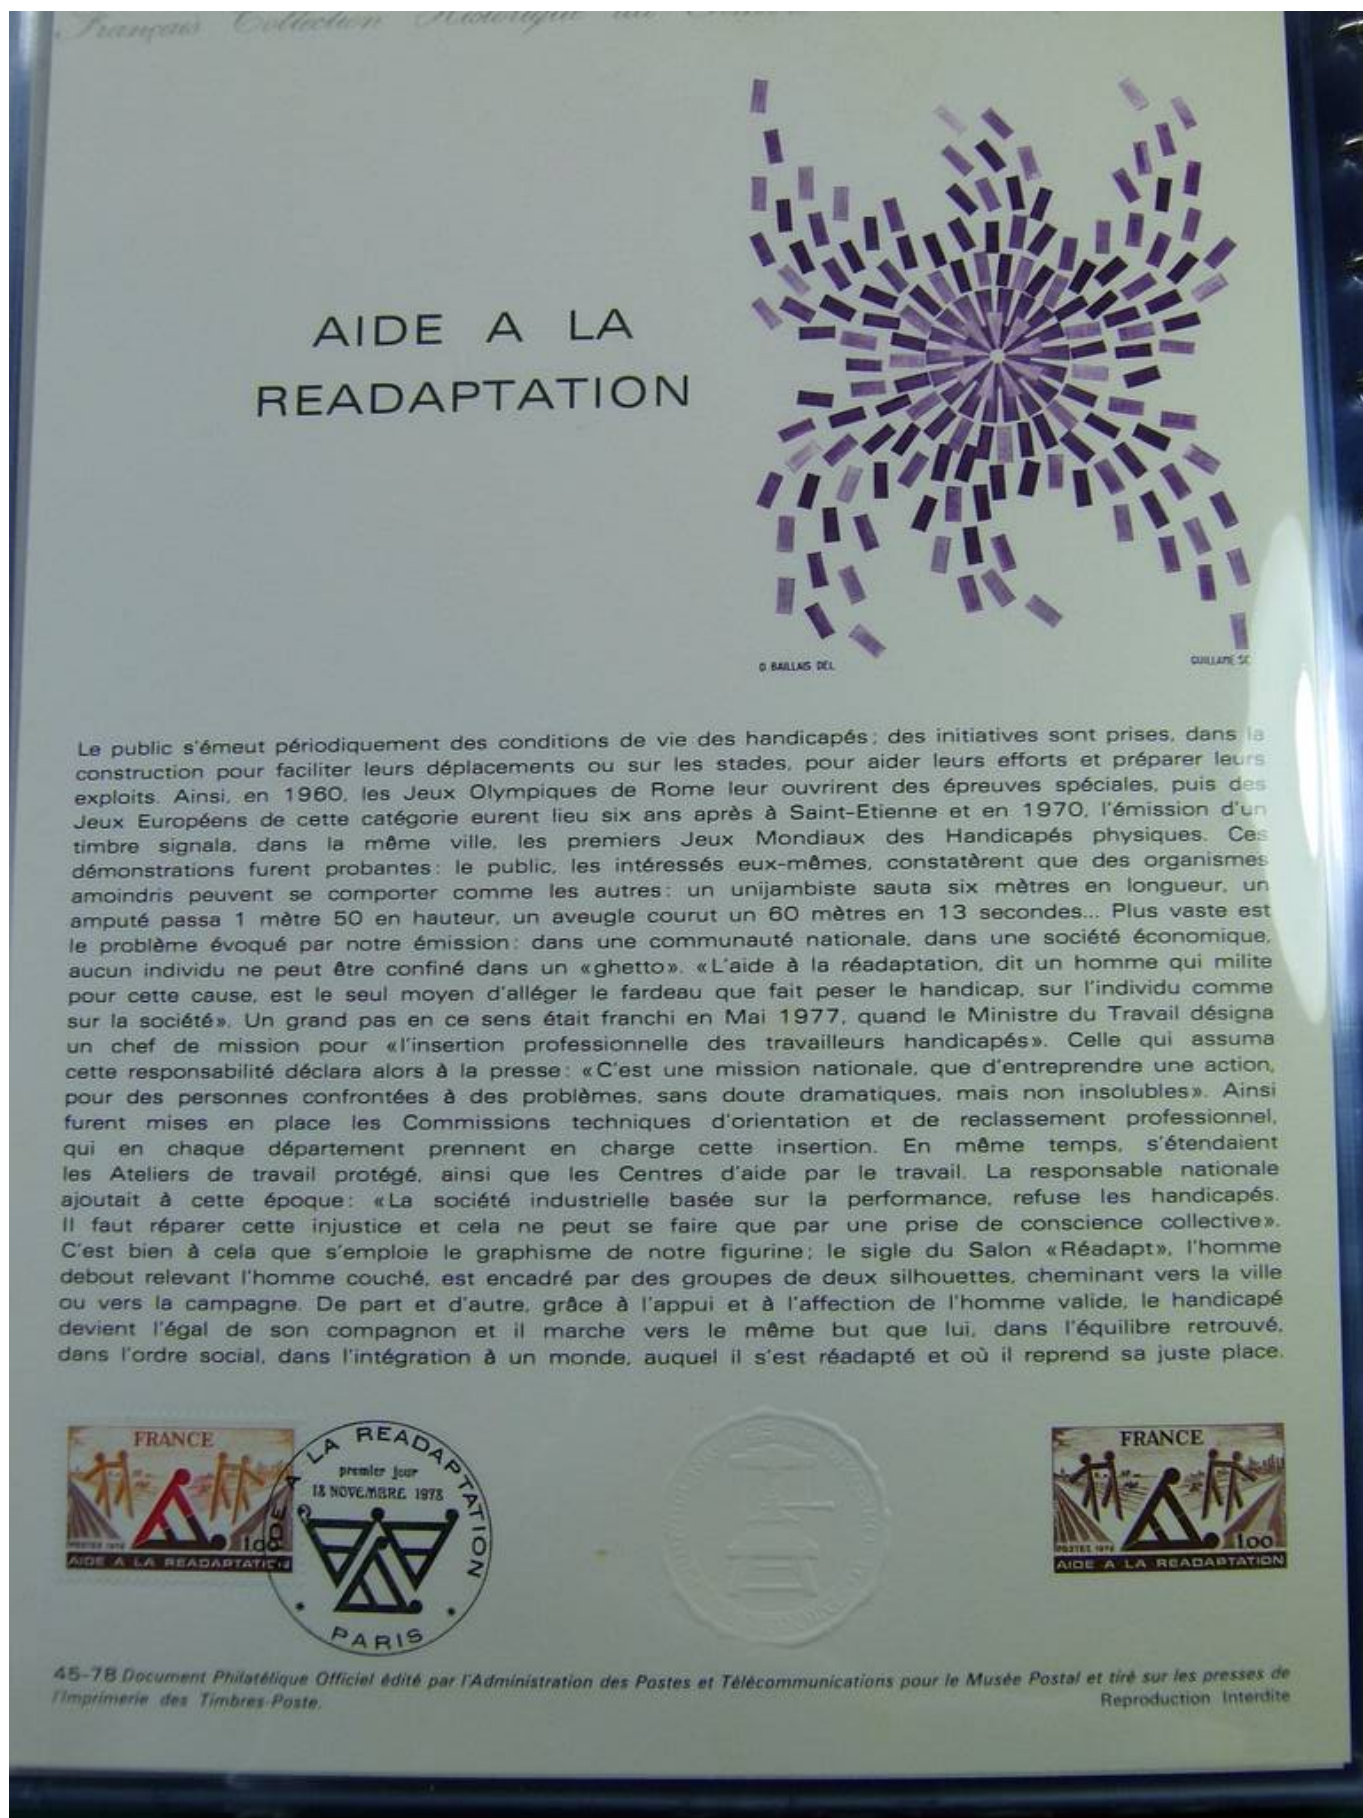 Français Collection Historique du
AIDE A LA
READAPTATION
O. BAILLAIS DEL.
GUILLAME SC
Le public s'émeut périodiquement des conditions de vie des handicapés; des initiatives sont prises, dans la
construction pour faciliter leurs déplacements ou sur les stades, pour aider leurs efforts et préparer leurs
exploits. Ainsi, en 1960, les Jeux Olympiques de Rome leur ouvrirent des épreuves spéciales, puis des
Jeux Européens de cette catégorie eurent lieu six ans après à Saint-Etienne et en 1970, l'émission d'un
timbre signala, dans la même ville, les premiers Jeux Mondiaux des Handicapés physiques. Ces
démonstrations furent probantes: le public, les intéressés eux-mêmes, constatèrent que des organismes
amoindris peuvent se comporter comme les autres: un unijambiste sauta six mètres en longueur, un
amputé passa 1 mètre 50 en hauteur, un aveugle courut un 60 mètres en 13 secondes... Plus vaste est
le problème évoqué par notre émission: dans une communauté nationale, dans une société économique,
aucun individu ne peut être confiné dans un «ghetto». «L'aide à la réadaptation, dit un homme qui milite
pour cette cause, est le seul moyen d'alléger le fardeau que fait peser le handicap, sur l'individu comme
sur la société». Un grand pas en ce sens était franchi en Mai 1977, quand le Ministre du Travail désigna
un chef de mission pour «l'insertion professionnelle des travailleurs handicapés». Celle qui assuma
cette responsabilité déclara alors à la presse: «C'est une mission nationale, que d'entreprendre une action,
pour des personnes confrontées à des problèmes, sans doute dramatiques, mais non insolubles». Ainsi
furent mises en place les Commissions techniques d'orientation et de reclassement professionnel,
qui en chaque département prennent en charge cette insertion. En même temps, s'étendaient
les Ateliers de travail protégé, ainsi que les Centres d'aide par le travail. La responsable nationale
ajoutait à cette époque: «La société industrielle basée sur la performance, refuse les handicapés.
Il faut réparer cette injustice et cela ne peut se faire que par une prise de conscience collective».
C'est bien à cela que s'emploie le graphisme de notre figurine; le sigle du Salon «Réadapt», l'homme
debout relevant l'homme couché, est encadré par des groupes de deux silhouettes, cheminant vers la ville
ou vers la campagne. De part et d'autre, grâce à l'appui et à l'affection de l'homme valide, le handicapé
devient l'égal de son compagnon et il marche vers le même but que lui, dans l'équilibre retrouvé,
dans l'ordre social, dans l'intégration à un monde, auquel il s'est réadapté et où il reprend sa juste place.
FRANCE
1.00
POSTES 1978
AIDE A LA READAPTATION
AIDE A LA READAPTATION
premier jour
18 NOVEMBRE 1978
* PARIS *
FRANCE
1.00
POSTES 1978
AIDE A LA READAPTATION
45-78 Document Philatélique Officiel édité par l'Administration des Postes et Télécommunications pour le Musée Postal et tiré sur les presses de
l'Imprimerie des Timbres-Poste.
Reproduction Interdite